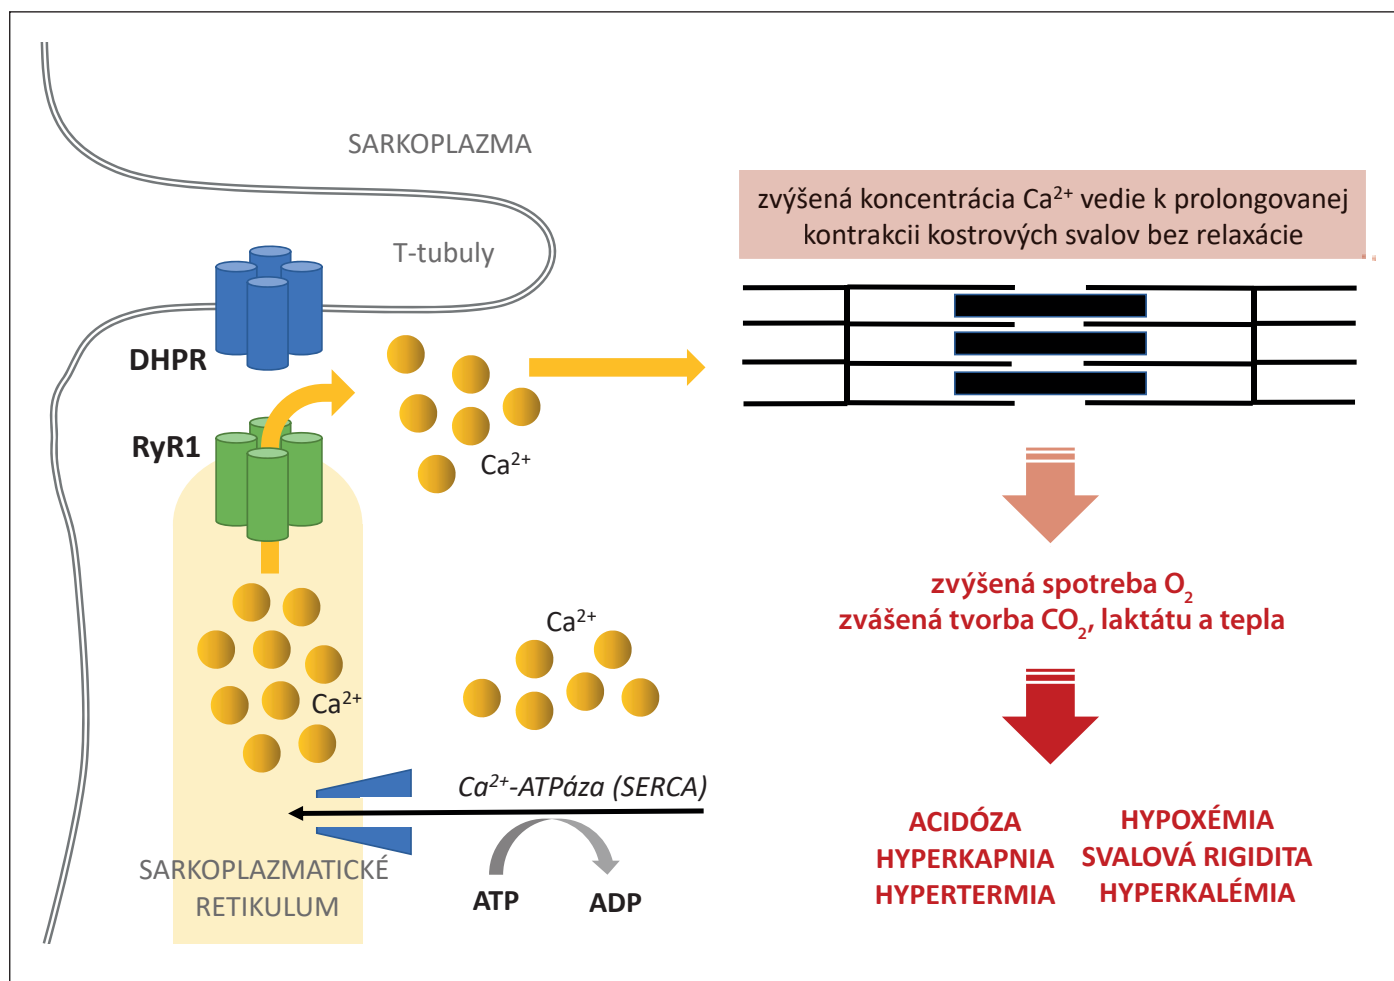 SARKOPLAZMA
T-tubuly
DHPR
RyR1
Ca²⁺
Ca²⁺
Ca²⁺
Ca²⁺-ATPáza (SERCA)
SARKOPLAZMATICKÉ
RETIKULUM
ATP
ADP
zvýšená koncentrácia Ca²⁺ vedie k prolongovanej
kontrakcii kostrových svalov bez relaxácie
zvýšená spotreba O₂
zvášená tvorba CO₂, laktátu a tepla
ACIDÓZA
HYPERKAPNIA
HYPERTERMIA
HYPOXÉMIA
SVALOVÁ RIGIDITA
HYPERKALÉMIA